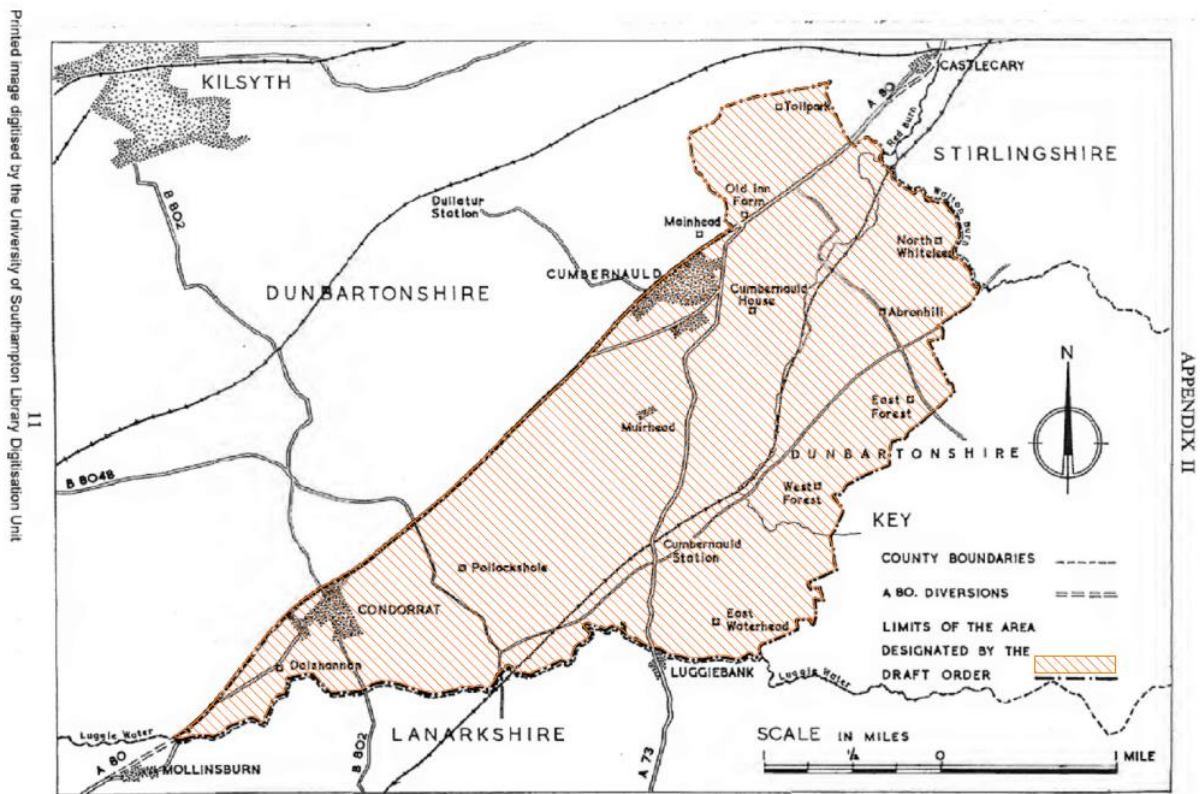 Printed image digitised by the University of Southampton Library Digitisation Unit
11
APPENDIX II
KILSYTH
CASTLECARY
A 80
Tollpark
Red Burn
STIRLINGSHIRE
B 802
Dullatur
Station
Old Inn
Farm
Mainhead
Walton Burn
North
Whitelees
CUMBERNAULD
DUNBARTONSHIRE
Cumbernauld
House
Abronhill
N
East
Forest
Muirhead
DUNBARTONSHIRE
B 8048
West
Forest
KEY
Cumbernauld
Station
COUNTY BOUNDARIES
Pollockshole
A 80. DIVERSIONS
CONDORRAT
East
Waterhead
LIMITS OF THE AREA
DESIGNATED BY THE
DRAFT ORDER
Dalshannon
LUGGIEBANK
Luggie Water
Luggie Water
LANARKSHIRE
SCALE IN MILES
½ 0 1 MILE
A 80
MOLLINSBURN
B 802
A 73